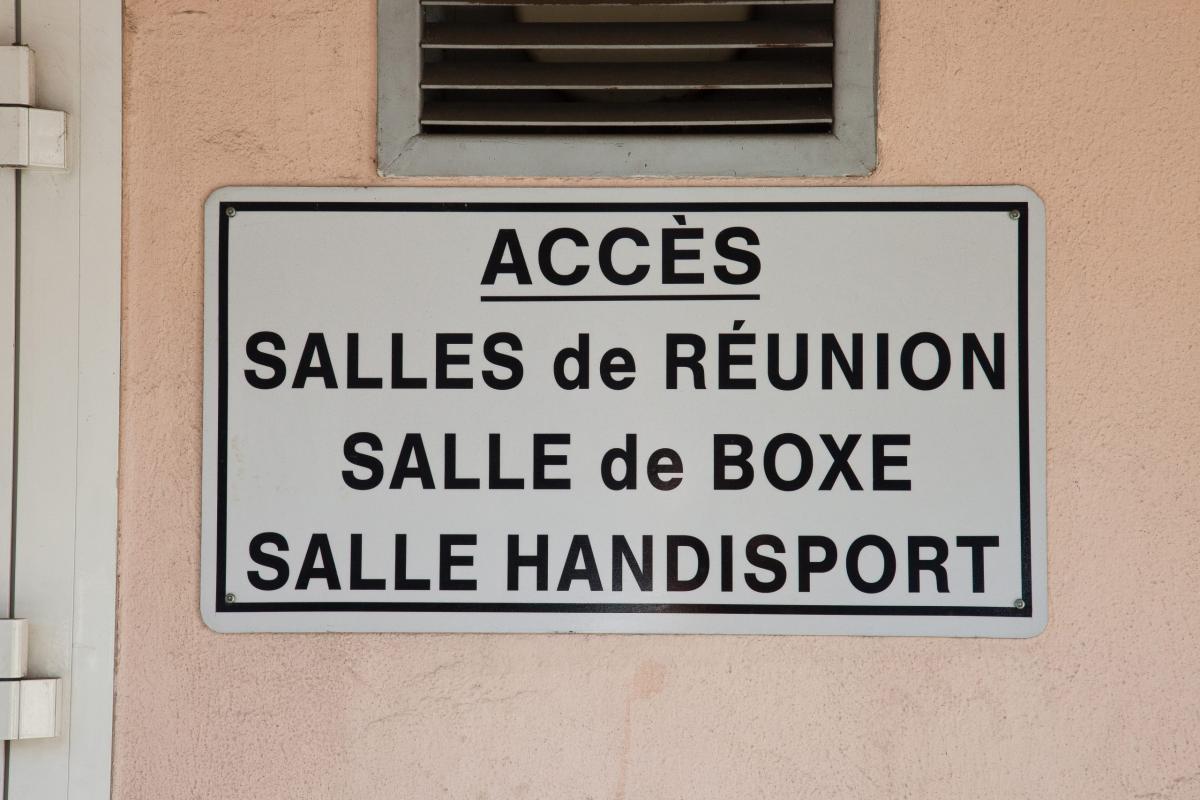 ACCÈS
SALLES de RÉUNION
SALLE de BOXE
SALLE HANDISPORT